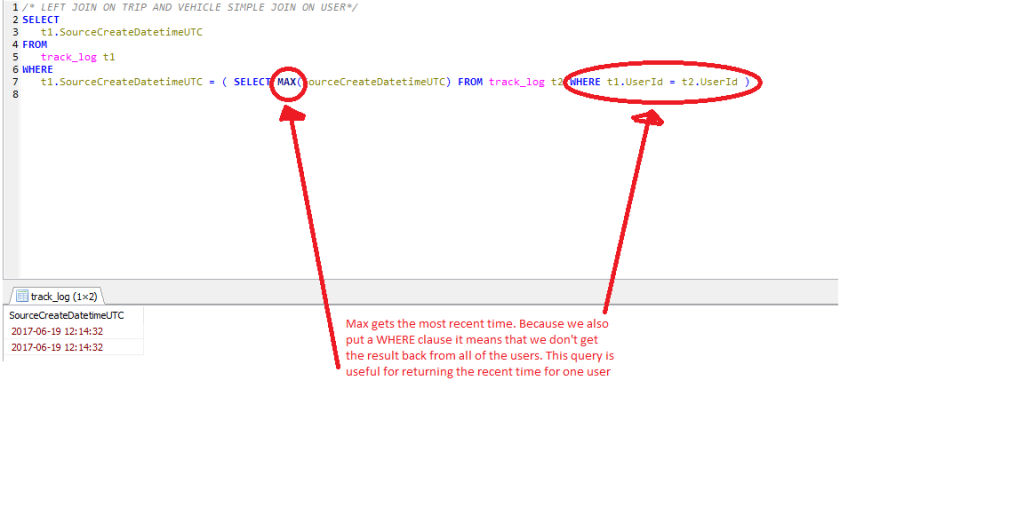 1 /* LEFT JOIN ON TRIP AND VEHICLE SIMPLE JOIN ON USER*/
2 SELECT
3 t1.SourceCreateDatetimeUTC
4 FROM
5 track_log t1
6 WHERE
7 t1.SourceCreateDatetimeUTC = ( SELECT MAX(SourceCreateDatetimeUTC) FROM track_log t2 WHERE t1.UserId = t2.UserId )
8
track_log (1×2)
SourceCreateDatetimeUTC
2017-06-19 12:14:32
2017-06-19 12:14:32
Max gets the most recent time. Because we also
put a WHERE clause it means that we don't get
the result back from all of the users. This query is
useful for returning the recent time for one user